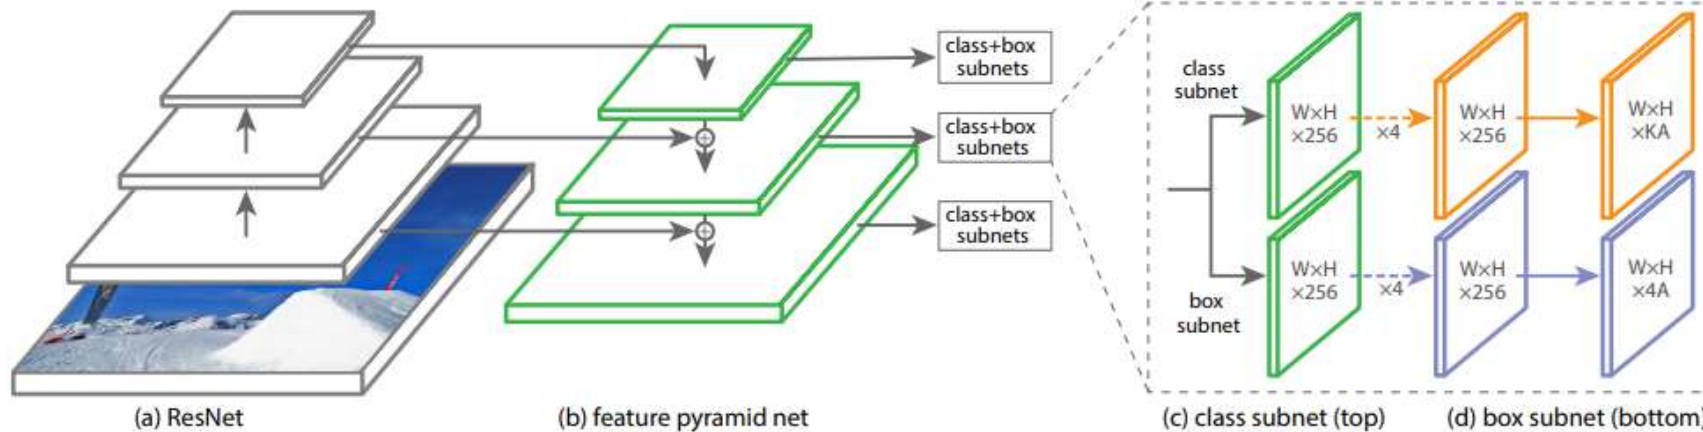 class+box
subnets
class+box
subnets
class+box
subnets
class
subnet
W×H
×256
×4
W×H
×256
W×H
×KA
box
subnet
W×H
×256
×4
W×H
×256
W×H
×4A
(a) ResNet
(b) feature pyramid net
(c) class subnet (top)
(d) box subnet (bottom)